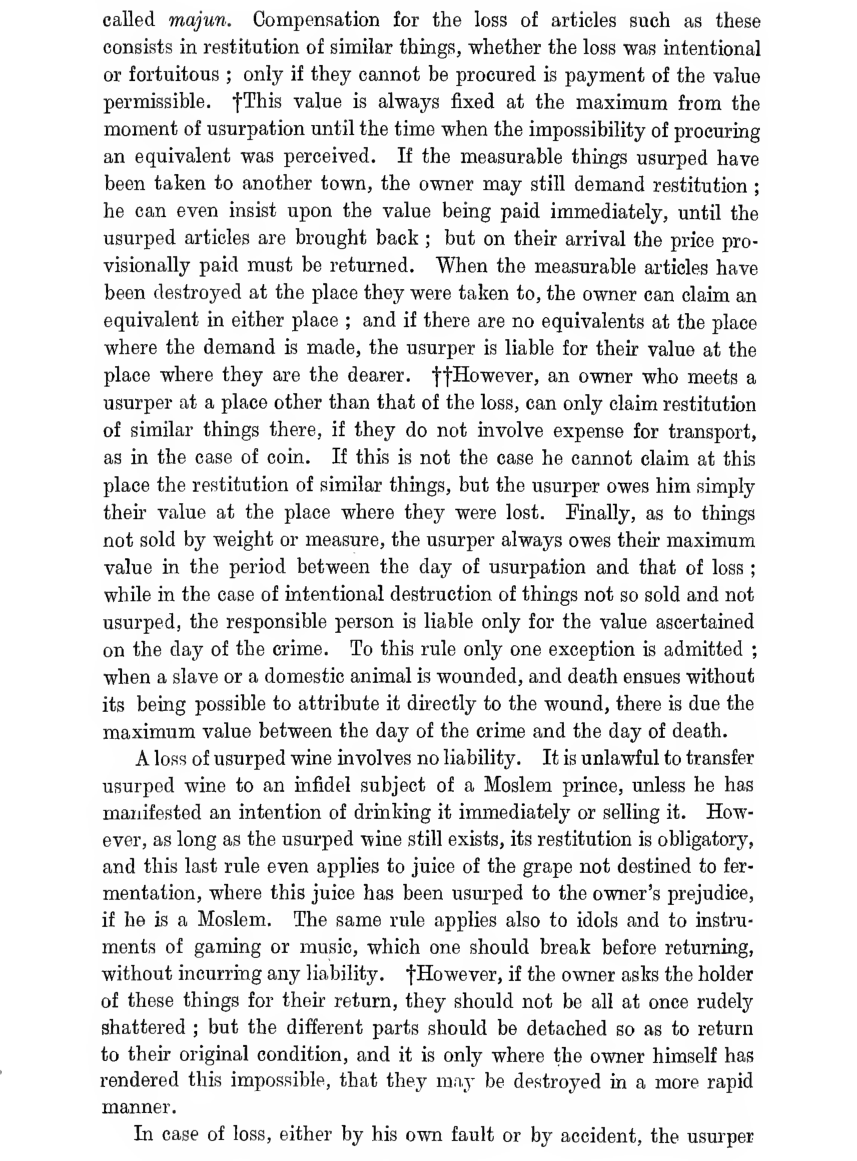 called majun. Compensation for the loss of articles such as these
consists in restitution of similar things, whether the loss was intentional
or fortuitous ; only if they cannot be procured is payment of the value
permissible. †This value is always fixed at the maximum from the
moment of usurpation until the time when the impossibility of procuring
an equivalent was perceived. If the measurable things usurped have
been taken to another town, the owner may still demand restitution ;
he can even insist upon the value being paid immediately, until the
usurped articles are brought back ; but on their arrival the price pro-
visionally paid must be returned. When the measurable articles have
been destroyed at the place they were taken to, the owner can claim an
equivalent in either place ; and if there are no equivalents at the place
where the demand is made, the usurper is liable for their value at the
place where they are the dearer. ††However, an owner who meets a
usurper at a place other than that of the loss, can only claim restitution
of similar things there, if they do not involve expense for transport,
as in the case of coin. If this is not the case he cannot claim at this
place the restitution of similar things, but the usurper owes him simply
their value at the place where they were lost. Finally, as to things
not sold by weight or measure, the usurper always owes their maximum
value in the period between the day of usurpation and that of loss ;
while in the case of intentional destruction of things not so sold and not
usurped, the responsible person is liable only for the value ascertained
on the day of the crime. To this rule only one exception is admitted ;
when a slave or a domestic animal is wounded, and death ensues without
its being possible to attribute it directly to the wound, there is due the
maximum value between the day of the crime and the day of death.
A loss of usurped wine involves no liability. It is unlawful to transfer
usurped wine to an infidel subject of a Moslem prince, unless he has
manifested an intention of drinking it immediately or selling it. How-
ever, as long as the usurped wine still exists, its restitution is obligatory,
and this last rule even applies to juice of the grape not destined to fer-
mentation, where this juice has been usurped to the owner's prejudice,
if he is a Moslem. The same rule applies also to idols and to instru-
ments of gaming or music, which one should break before returning,
without incurring any liability. †However, if the owner asks the holder
of these things for their return, they should not be all at once rudely
shattered ; but the different parts should be detached so as to return
to their original condition, and it is only where the owner himself has
rendered this impossible, that they may be destroyed in a more rapid
manner.
In case of loss, either by his own fault or by accident, the usurper